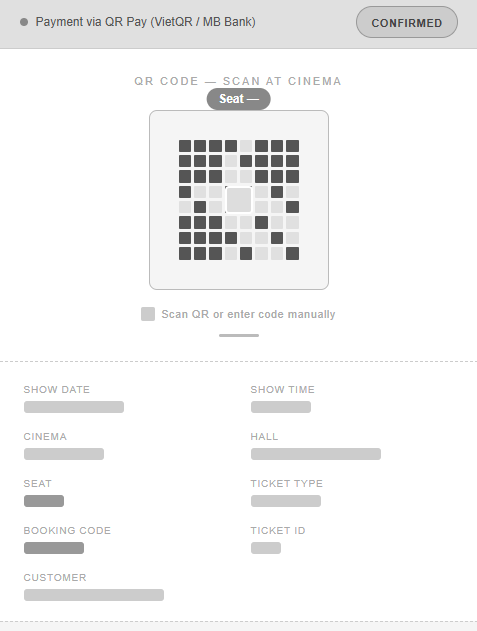 Payment via QR Pay (VietQR / MB Bank)
CONFIRMED
QR CODE — SCAN AT CINEMA
Seat —
Scan QR or enter code manually
SHOW DATE
SHOW TIME
CINEMA
HALL
SEAT
TICKET TYPE
BOOKING CODE
TICKET ID
CUSTOMER